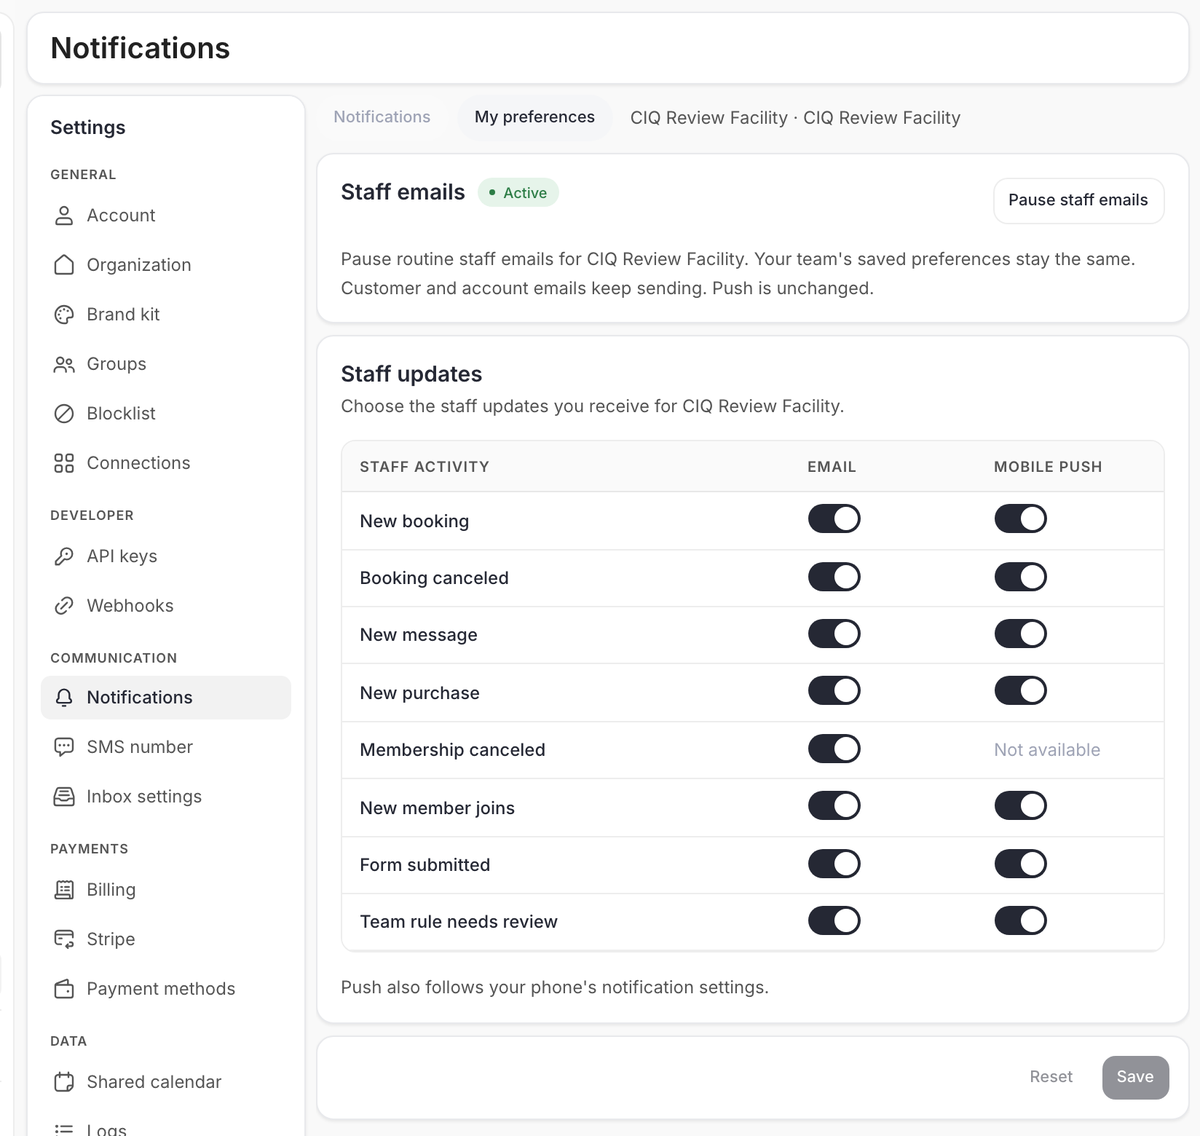 Notifications
Settings
GENERAL
Account
Organization
Brand kit
Groups
Blocklist
Connections
DEVELOPER
API keys
Webhooks
COMMUNICATION
Notifications
SMS number
Inbox settings
PAYMENTS
Billing
Stripe
Payment methods
DATA
Shared calendar
Logs
Notifications My preferences CIQ Review Facility · CIQ Review Facility
Staff emails Active Pause staff emails
Pause routine staff emails for CIQ Review Facility. Your team's saved preferences stay the same.
Customer and account emails keep sending. Push is unchanged.
Staff updates
Choose the staff updates you receive for CIQ Review Facility.
STAFF ACTIVITY EMAIL MOBILE PUSH
New booking
Booking canceled
New message
New purchase
Membership canceled Not available
New member joins
Form submitted
Team rule needs review
Push also follows your phone's notification settings.
Reset Save